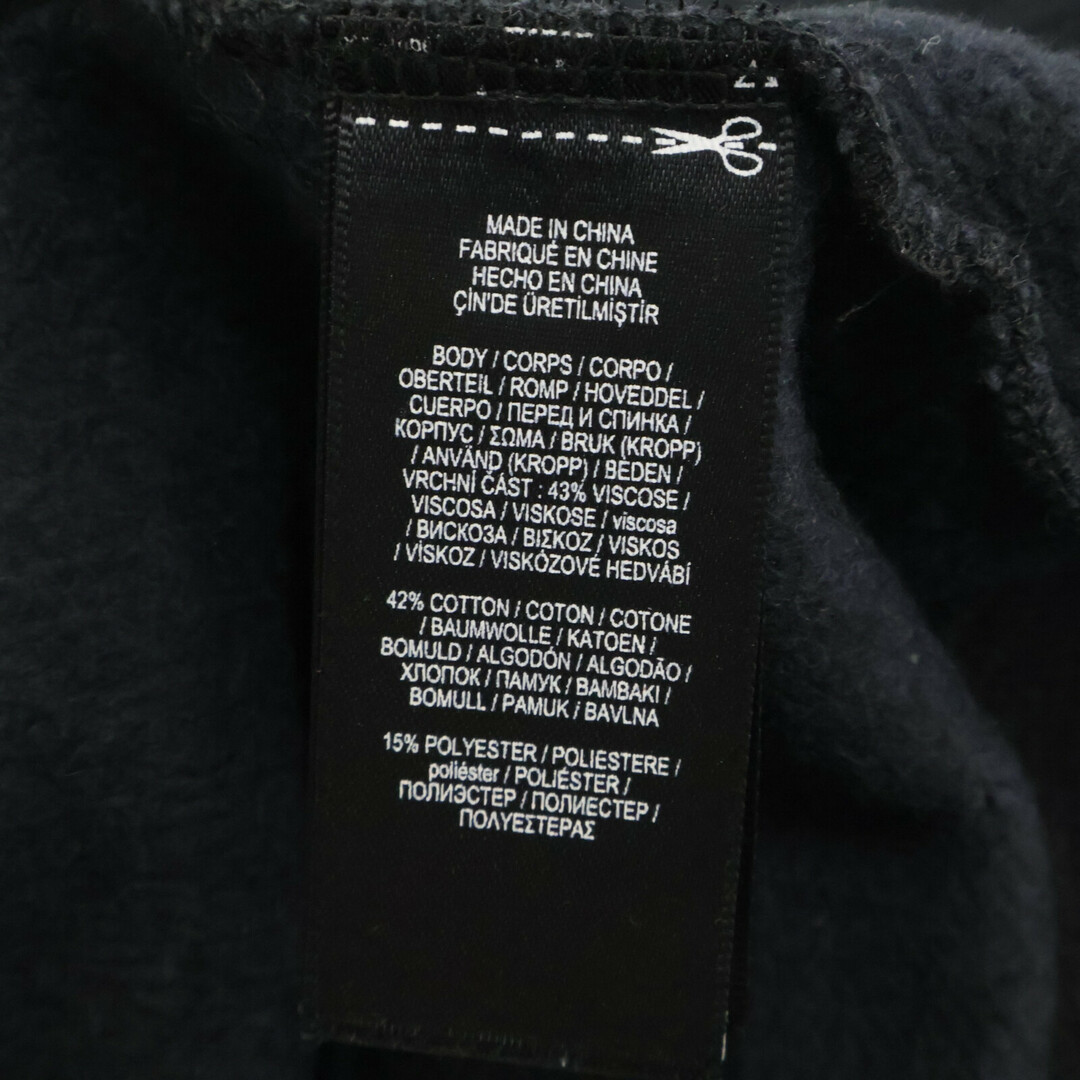 MADE IN CHINA
FABRIQUÉ EN CHINE
HECHO EN CHINA
ÇİN'DE ÜRETİLMİŞTİR
BODY / CORPS / CORPO /
OBERTEIL / ROMP / HOVEDDEL /
CUERPO / ПЕРЕД И СПИНКА /
КОРПУС / ΣΩΜΑ / BRUK (KROPP)
/ ANVÄND (KROPP) / BEDEN /
VRCHNÍ ČÁST : 43% VISCOSE /
VISCOSA / VISKOSE / viscosa
/ ВИСКОЗА / ΒΙΣΚΟΖ / VISKOS
/ VİSKOZ / VISKÓZOVÉ HEDVÁBÍ
42% COTTON / COTON / COTONE
/ BAUMWOLLE / KATOEN /
BOMULD / ALGODÓN / ALGODÃO /
ХЛОПОК / ПАМУК / ΒΑΜΒΑΚΙ /
BOMULL / PAMUK / BAVLNA
15% POLYESTER / POLIESTERE /
poliéster / POLIÉSTER /
ПОЛИЭСТЕР / ПОЛИЕСТЕР /
ΠΟΛΥΕΣΤΕΡΑΣ